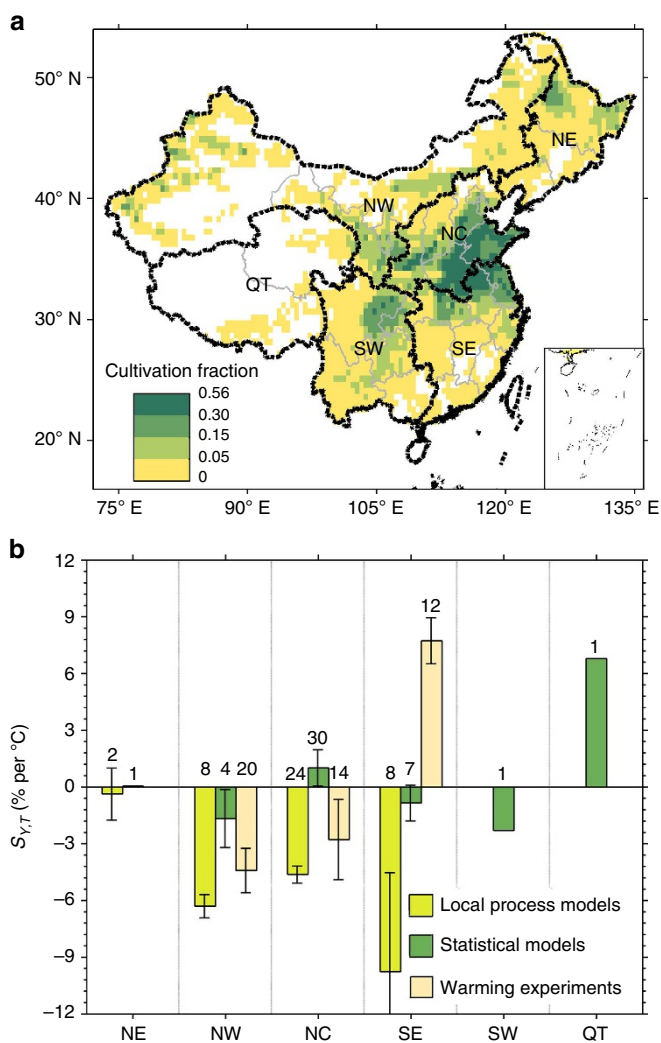 a
50° N
40° N
30° N
20° N
NE
NW
NC
QT
SW
SE
Cultivation fraction
0.56
0.30
0.15
0.05
0
75° E 90° E 105° E 120° E 135° E
b
12
9
6
3
0
−3
−6
−9
−12
S_{Y,T} (% per °C)
2 1
8 4 20
24 30 14
8 7 12
1
1
Local process models
Statistical models
Warming experiments
NE NW NC SE SW QT